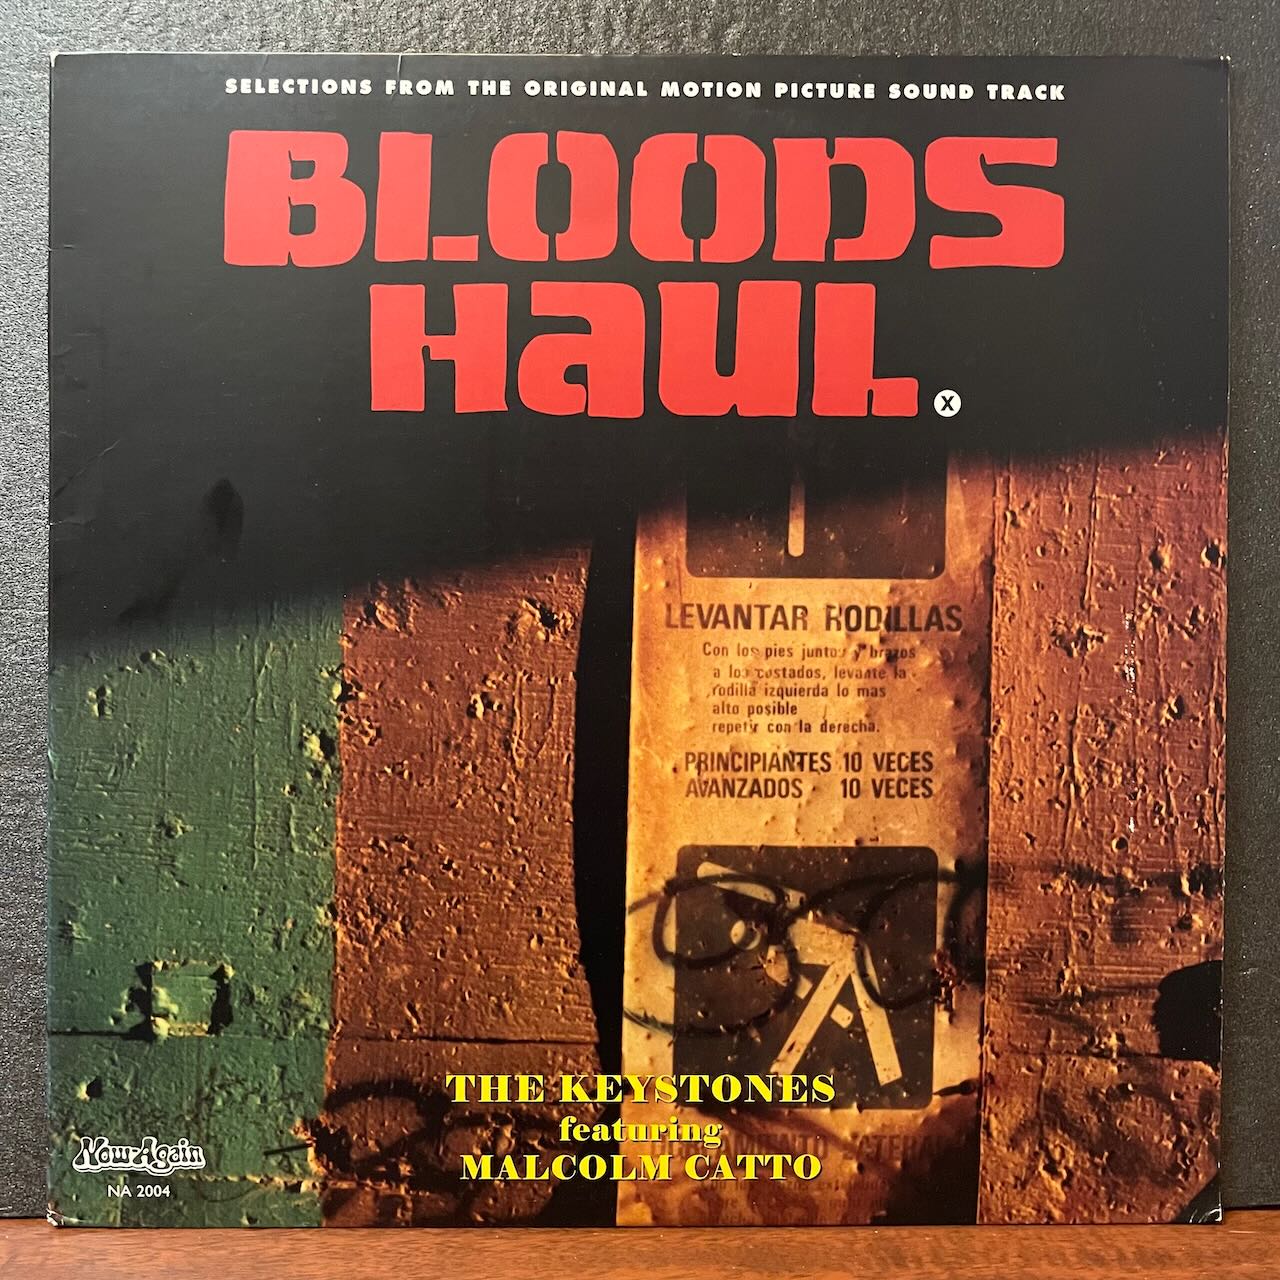 SELECTIONS FROM THE ORIGINAL MOTION PICTURE SOUND TRACK
BLOODS
HAUL
X
LEVANTAR RODILLAS
Con los pies juntos y brazos
a los costados, levante la
rodilla izquierda lo mas
alto posible
repetir con la derecha.
PRINCIPIANTES 10 VECES
AVANZADOS 10 VECES
THE KEYSTONES
featuring
MALCOLM CATTO
Now-Again
NA 2004